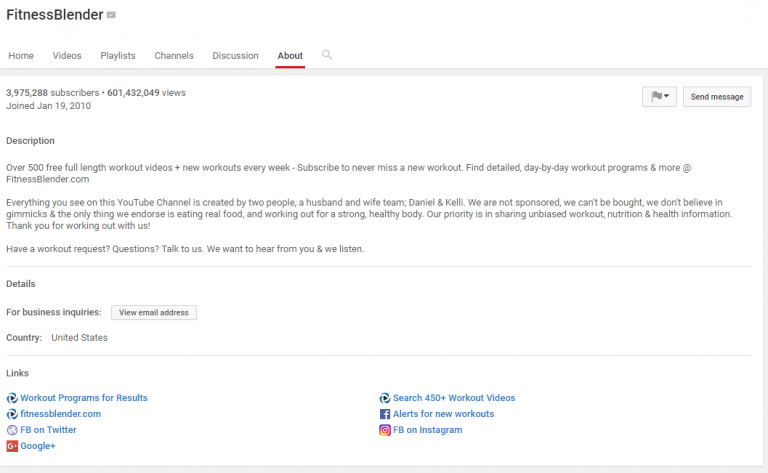 FitnessBlender
Home Videos Playlists Channels Discussion About
3,975,288 subscribers • 601,432,049 views
Joined Jan 19, 2010
Send message
Description
Over 500 free full length workout videos + new workouts every week - Subscribe to never miss a new workout. Find detailed, day-by-day workout programs & more @
FitnessBlender.com
Everything you see on this YouTube Channel is created by two people, a husband and wife team; Daniel & Kelli. We are not sponsored, we can't be bought, we don't believe in
gimmicks & the only thing we endorse is eating real food, and working out for a strong, healthy body. Our priority is in sharing unbiased workout, nutrition & health information.
Thank you for working out with us!
Have a workout request? Questions? Talk to us. We want to hear from you & we listen.
Details
For business inquiries: View email address
Country: United States
Links
Workout Programs for Results
Search 450+ Workout Videos
fitnessblender.com
Alerts for new workouts
FB on Twitter
FB on Instagram
Google+